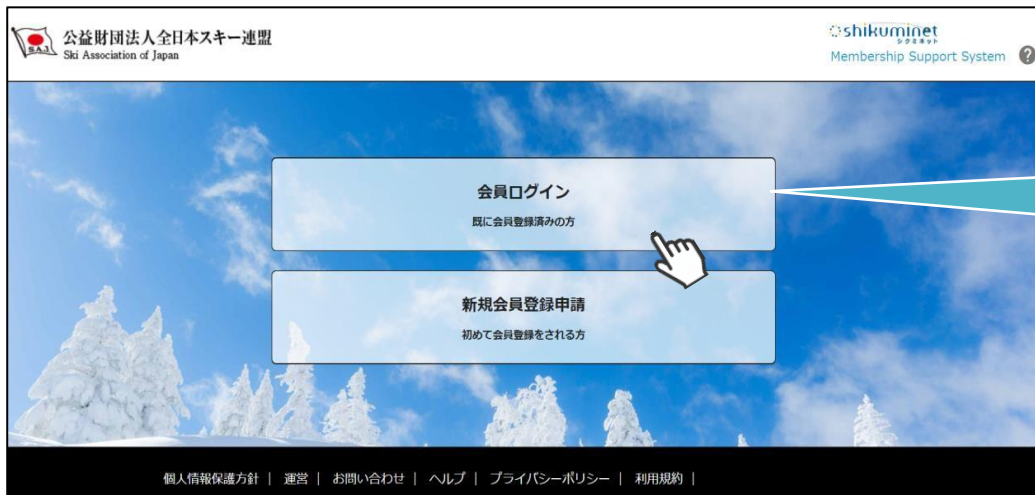 公益財団法人全日本スキー連盟
Ski Association of Japan
S.A.J
shikuminet
シクミネット
Membership Support System ?
会員ログイン
既に会員登録済みの方
新規会員登録申請
初めて会員登録をされる方
個人情報保護方針 | 運営 | お問い合わせ | ヘルプ | プライバシーポリシー | 利用規約 |